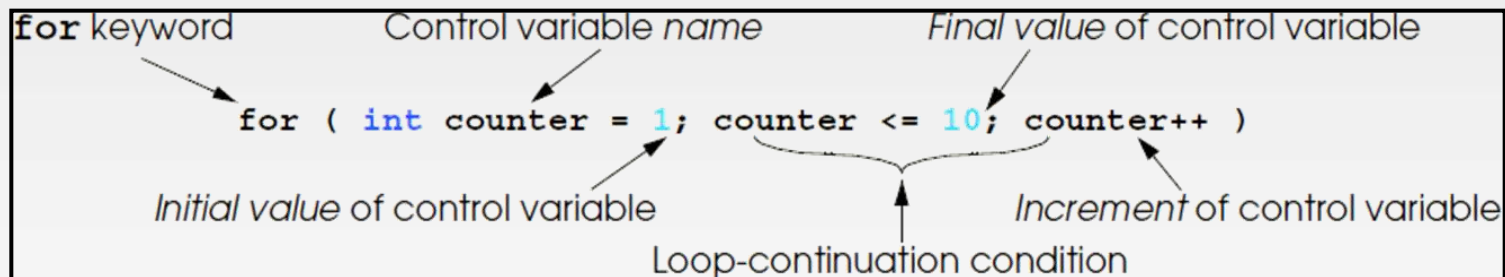 for keyword Control variable name Final value of control variable
for ( int counter = 1; counter <= 10; counter++ )
Initial value of control variable Increment of control variable
Loop-continuation condition